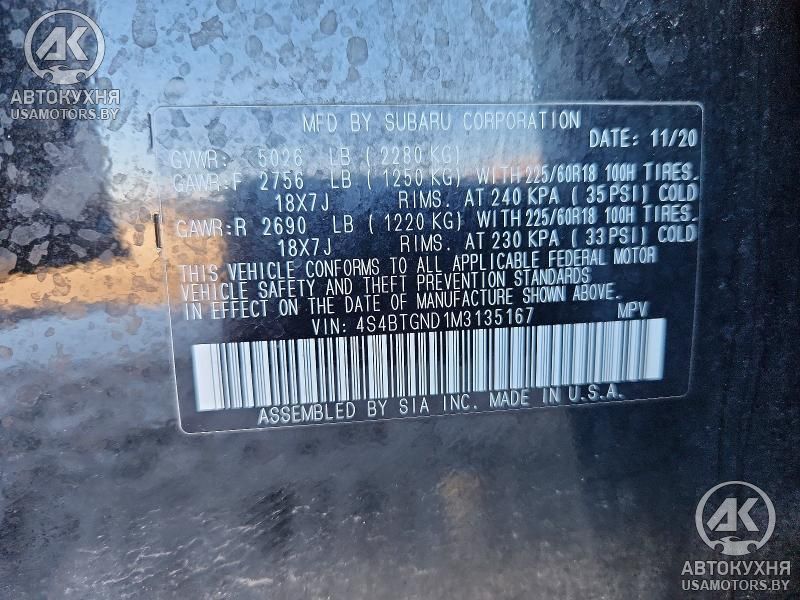 АК
АВТОКУХНЯ
USAMOTORS.BY
MFD BY SUBARU CORPORATION
DATE: 11/20
GVWR: 5026 LB ( 2280 KG)
GAWR:F 2756 LB ( 1250 KG) WITH 225/60R18 100H TIRES.
18X7J RIMS. AT 240 KPA ( 35 PSI) COLD
GAWR:R 2690 LB ( 1220 KG) WITH 225/60R18 100H TIRES.
18X7J RIMS. AT 230 KPA ( 33 PSI) COLD
THIS VEHICLE CONFORMS TO ALL APPLICABLE FEDERAL MOTOR
VEHICLE SAFETY AND THEFT PREVENTION STANDARDS
IN EFFECT ON THE DATE OF MANUFACTURE SHOWN ABOVE.
VIN: 4S4BTGND1M3135167 MPV
ASSEMBLED BY SIA INC. MADE IN U.S.A.
АК
АВТОКУХНЯ
USAMOTORS.BY